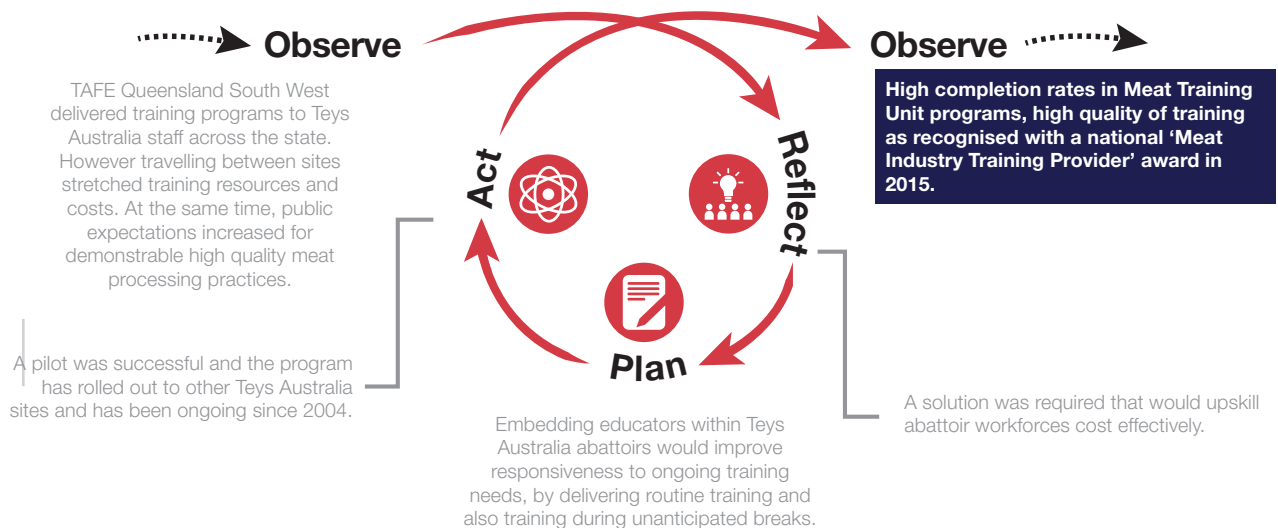 Observe
TAFE Queensland South West
delivered training programs to Teys
Australia staff across the state.
However travelling between sites
stretched training resources and
costs. At the same time, public
expectations increased for
demonstrable high quality meat
processing practices.
Observe
High completion rates in Meat Training
Unit programs, high quality of training
as recognised with a national ‘Meat
Industry Training Provider’ award in
2015.
Act
Reflect
Plan
A pilot was successful and the program
has rolled out to other Teys Australia
sites and has been ongoing since 2004.
Embedding educators within Teys
Australia abattoirs would improve
responsiveness to ongoing training
needs, by delivering routine training and
also training during unanticipated breaks.
A solution was required that would upskill
abattoir workforces cost effectively.